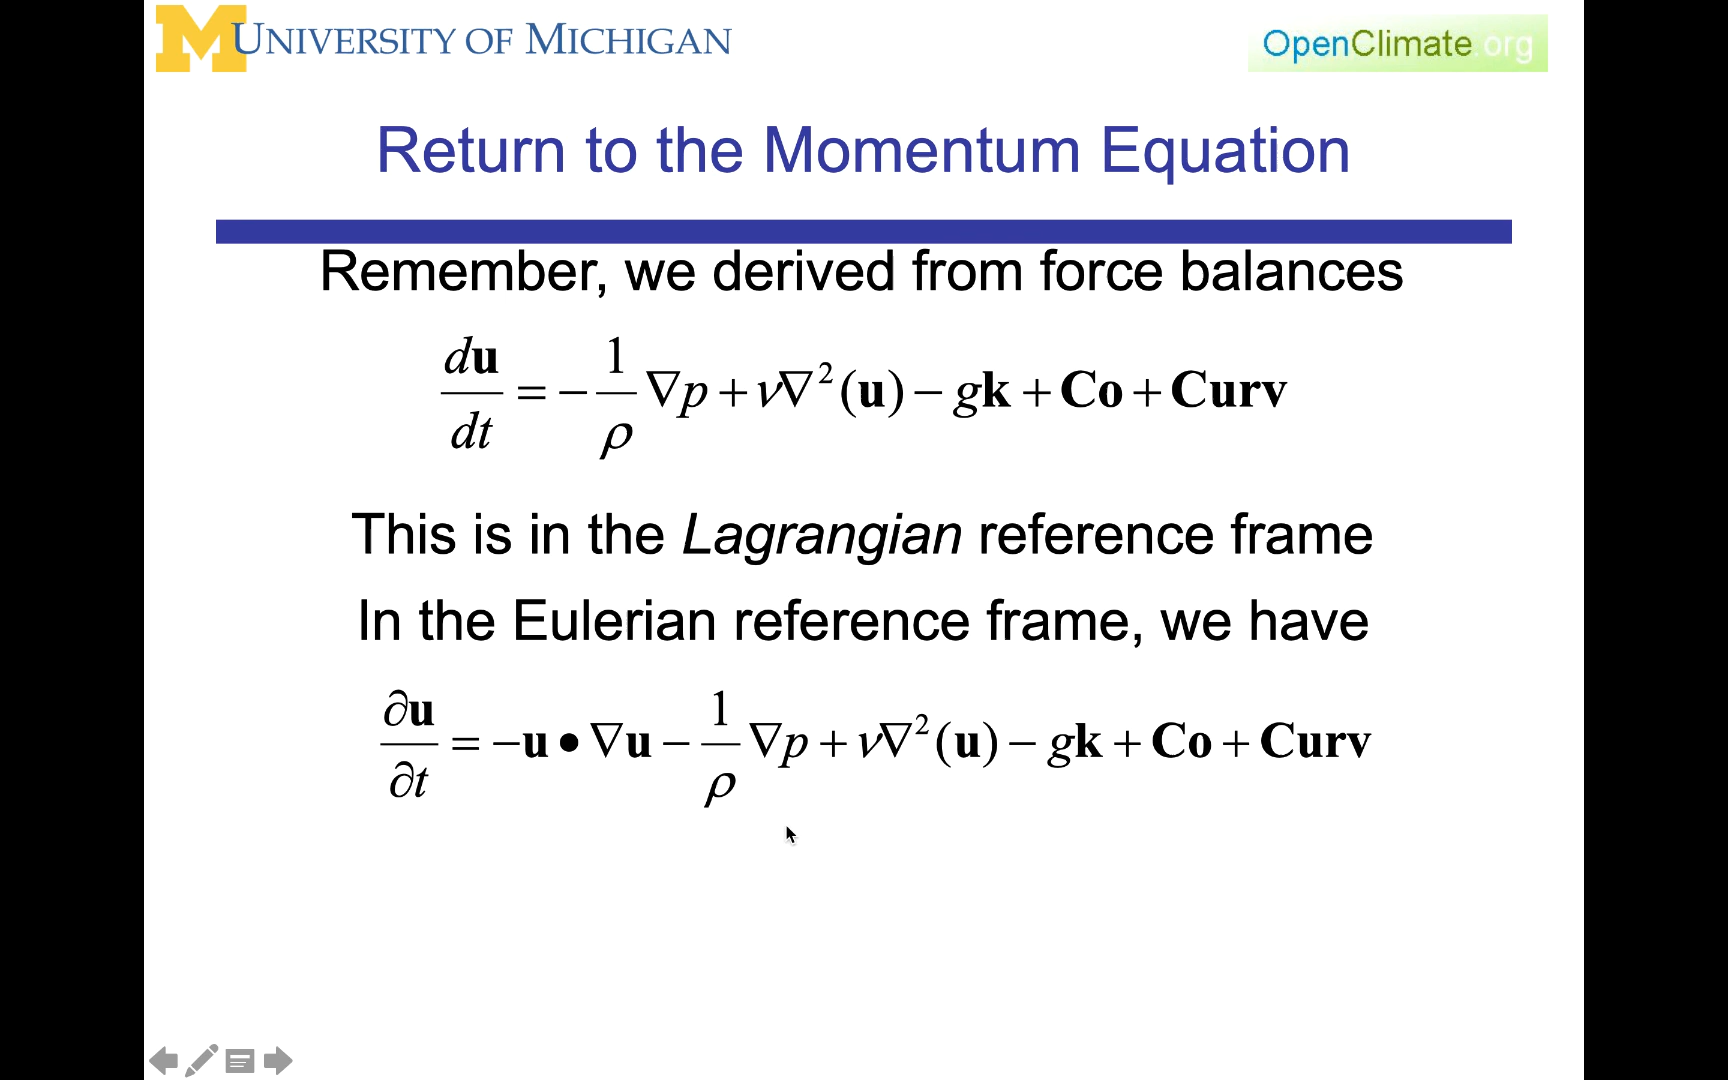 M UNIVERSITY OF MICHIGAN
OpenClimate.org
Return to the Momentum Equation
Remember, we derived from force balances
d𝐮/dt = −(1/ρ)∇p + ν∇²(𝐮) − g𝐤 + 𝐂𝐨 + 𝐂𝐮𝐫𝐯
This is in the Lagrangian reference frame
In the Eulerian reference frame, we have
∂𝐮/∂t = −𝐮 • ∇𝐮 − (1/ρ)∇p + ν∇²(𝐮) − g𝐤 + 𝐂𝐨 + 𝐂𝐮𝐫𝐯